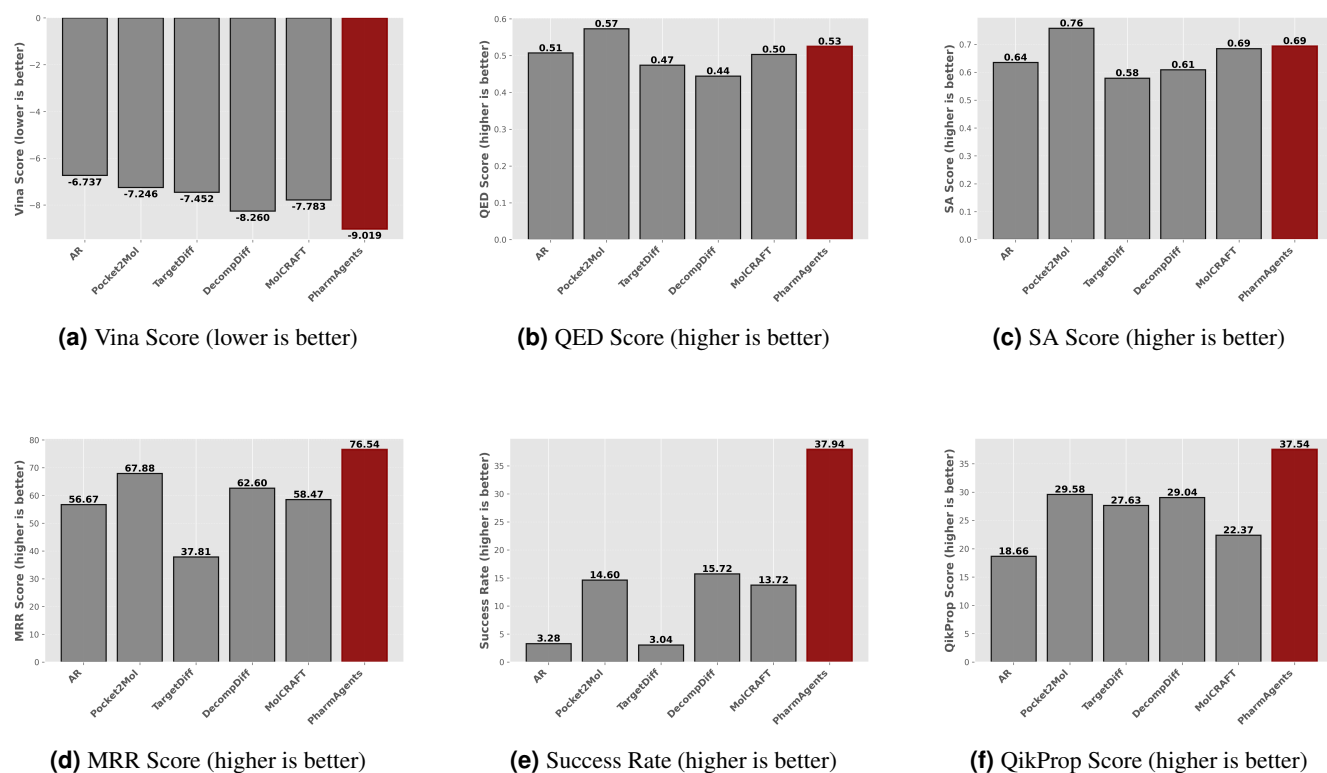 Vina Score (lower is better)
0
−2
−4
−6
−8
-6.737
-7.246
-7.452
-8.260
-7.783
-9.019
AR
Pocket2Mol
TargetDiff
DecompDiff
MolCRAFT
PharmAgents
(a) Vina Score (lower is better)
QED Score (higher is better)
0.6
0.5
0.4
0.3
0.2
0.1
0.0
0.51
0.57
0.47
0.44
0.50
0.53
AR
Pocket2Mol
TargetDiff
DecompDiff
MolCRAFT
PharmAgents
(b) QED Score (higher is better)
SA Score (higher is better)
0.7
0.6
0.5
0.4
0.3
0.2
0.1
0.0
0.64
0.76
0.58
0.61
0.69
0.69
AR
Pocket2Mol
TargetDiff
DecompDiff
MolCRAFT
PharmAgents
(c) SA Score (higher is better)
MRR Score (higher is better)
80
70
60
50
40
30
20
10
0
56.67
67.88
37.81
62.60
58.47
76.54
AR
Pocket2Mol
TargetDiff
DecompDiff
MolCRAFT
PharmAgents
(d) MRR Score (higher is better)
Success Rate (higher is better)
35
30
25
20
15
10
5
0
3.28
14.60
3.04
15.72
13.72
37.94
AR
Pocket2Mol
TargetDiff
DecompDiff
MolCRAFT
PharmAgents
(e) Success Rate (higher is better)
QikProp Score (higher is better)
35
30
25
20
15
10
5
0
18.66
29.58
27.63
29.04
22.37
37.54
AR
Pocket2Mol
TargetDiff
DecompDiff
MolCRAFT
PharmAgents
(f) QikProp Score (higher is better)